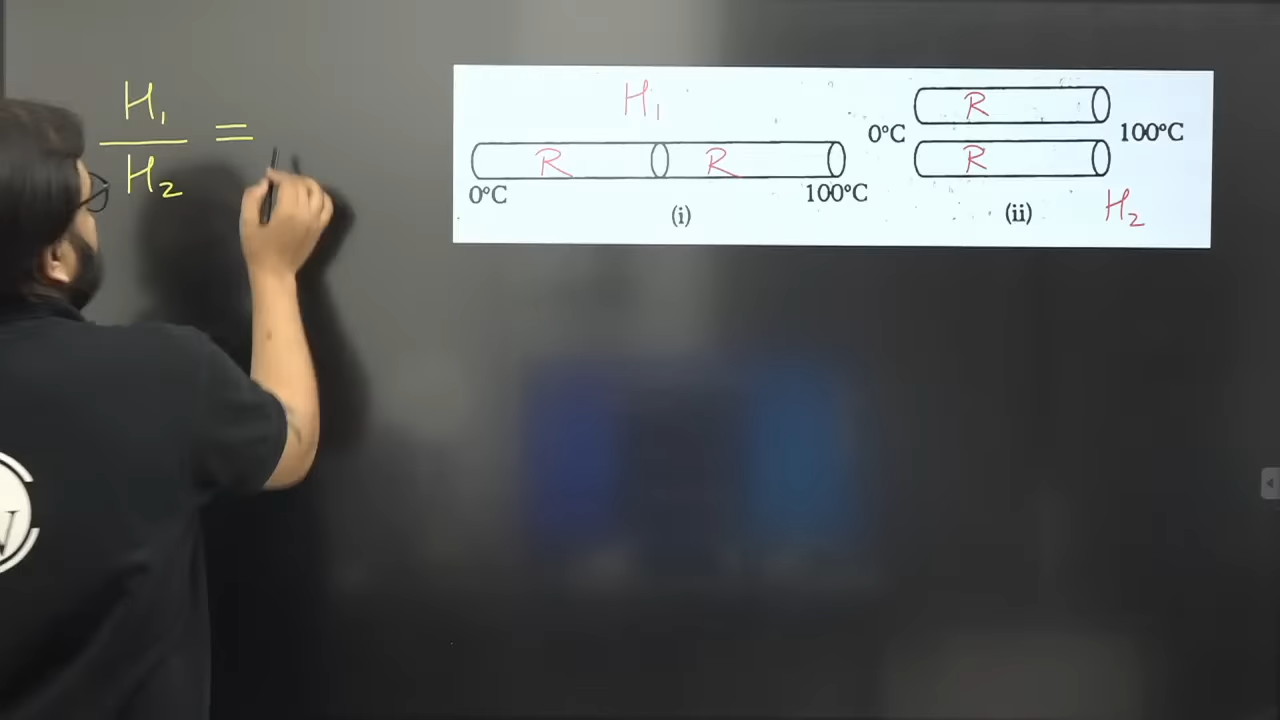 H₁
H₂
=
H₁
R R
0°C 100°C
(i)
R
0°C 100°C
R
(ii)
H₂
W